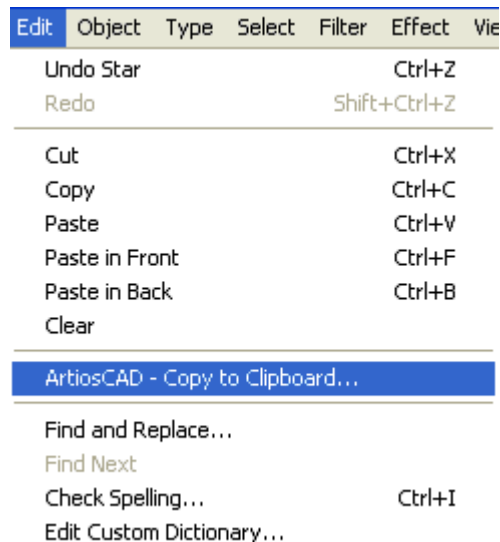 Edit Object Type Select Filter Effect Vie
Undo Star Ctrl+Z
Redo Shift+Ctrl+Z
Cut Ctrl+X
Copy Ctrl+C
Paste Ctrl+V
Paste in Front Ctrl+F
Paste in Back Ctrl+B
Clear
ArtiosCAD - Copy to Clipboard...
Find and Replace...
Find Next
Check Spelling... Ctrl+I
Edit Custom Dictionary...